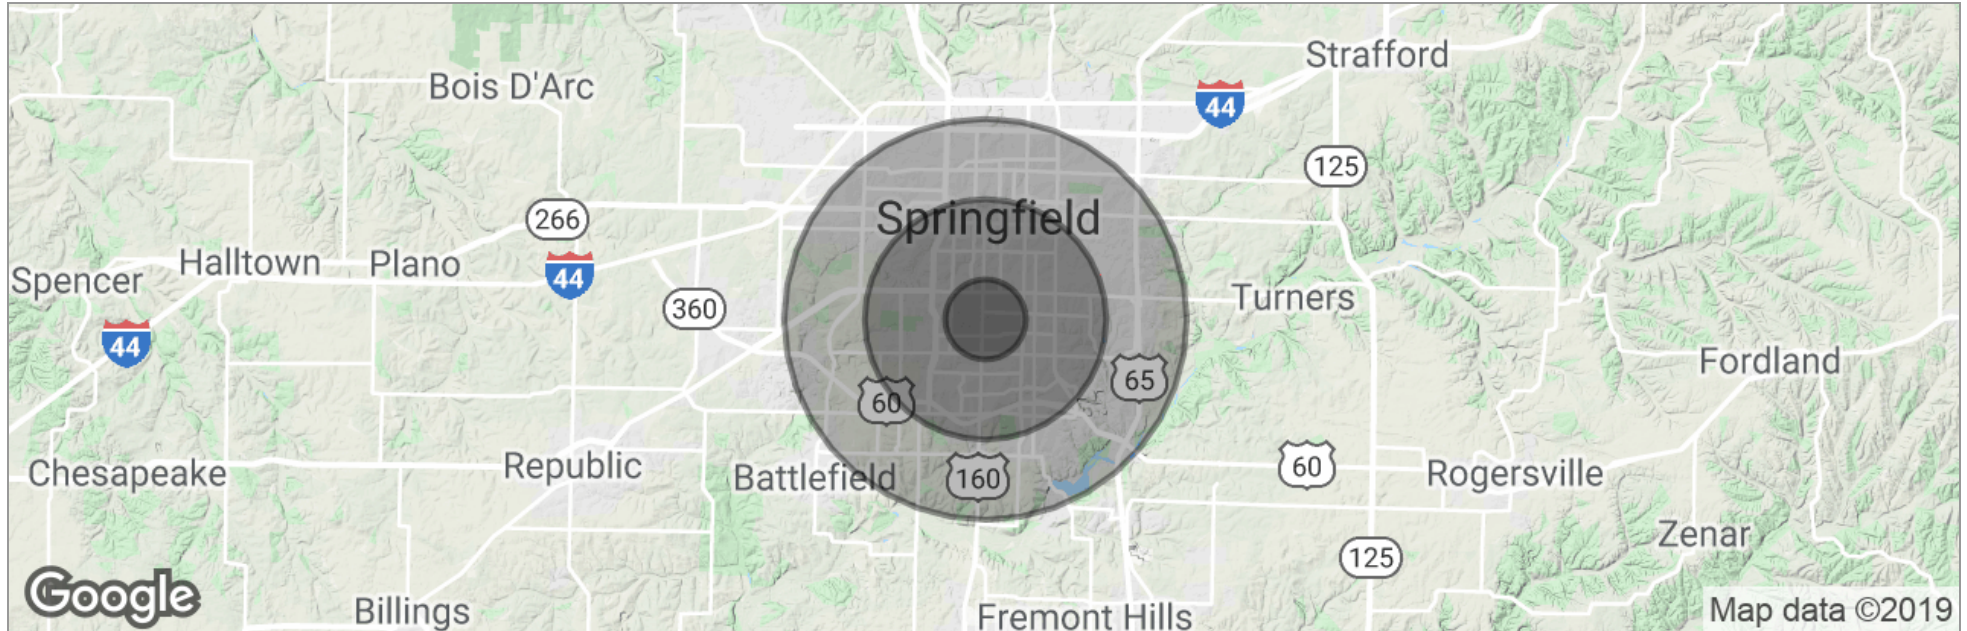 Strafford
Bois D'Arc
44
125
266
Springfield
Halltown
Plano
Spencer
44
360
Turners
44
65
Fordland
60
Republic
Battlefield
160
60
Rogersville
Chesapeake
Zenar
125
Google
Billings
Fremont Hills
Map data ©2019